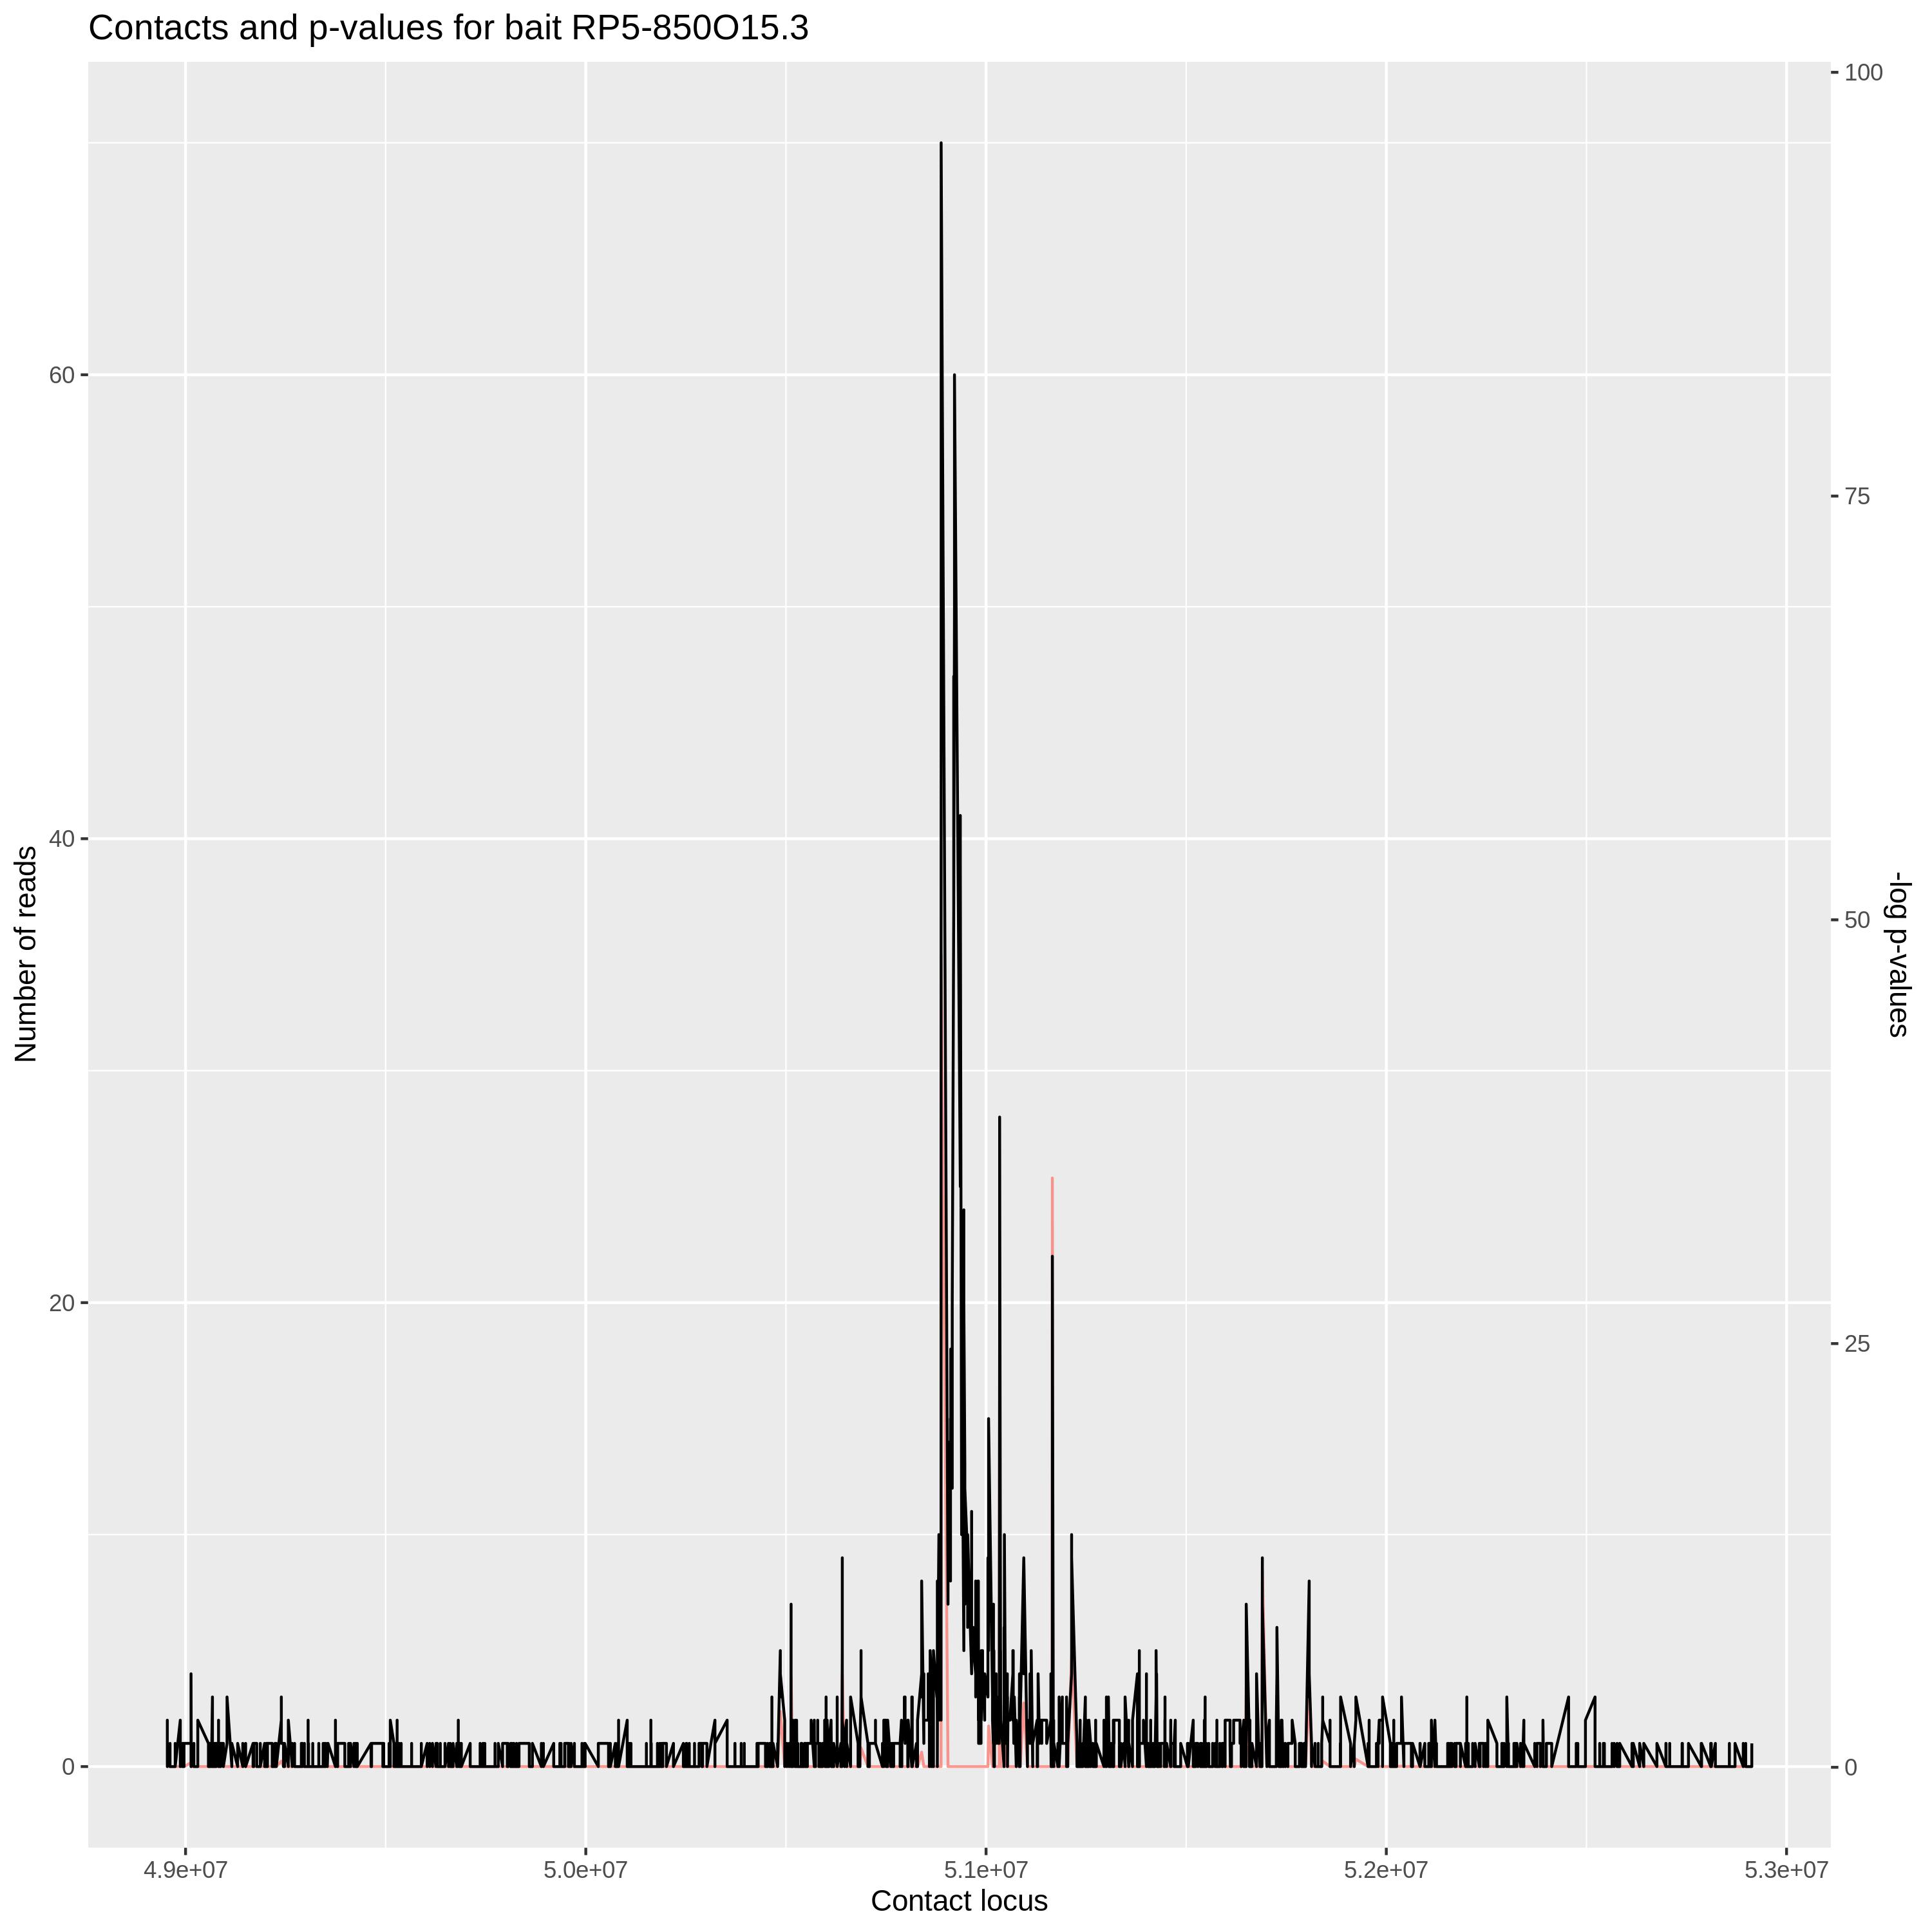 Contacts and p-values for bait RP5-850O15.3
100
75
50
25
0
60
40
20
0
Number of reads
-log p-values
4.9e+07 5.0e+07 5.1e+07 5.2e+07 5.3e+07
Contact locus